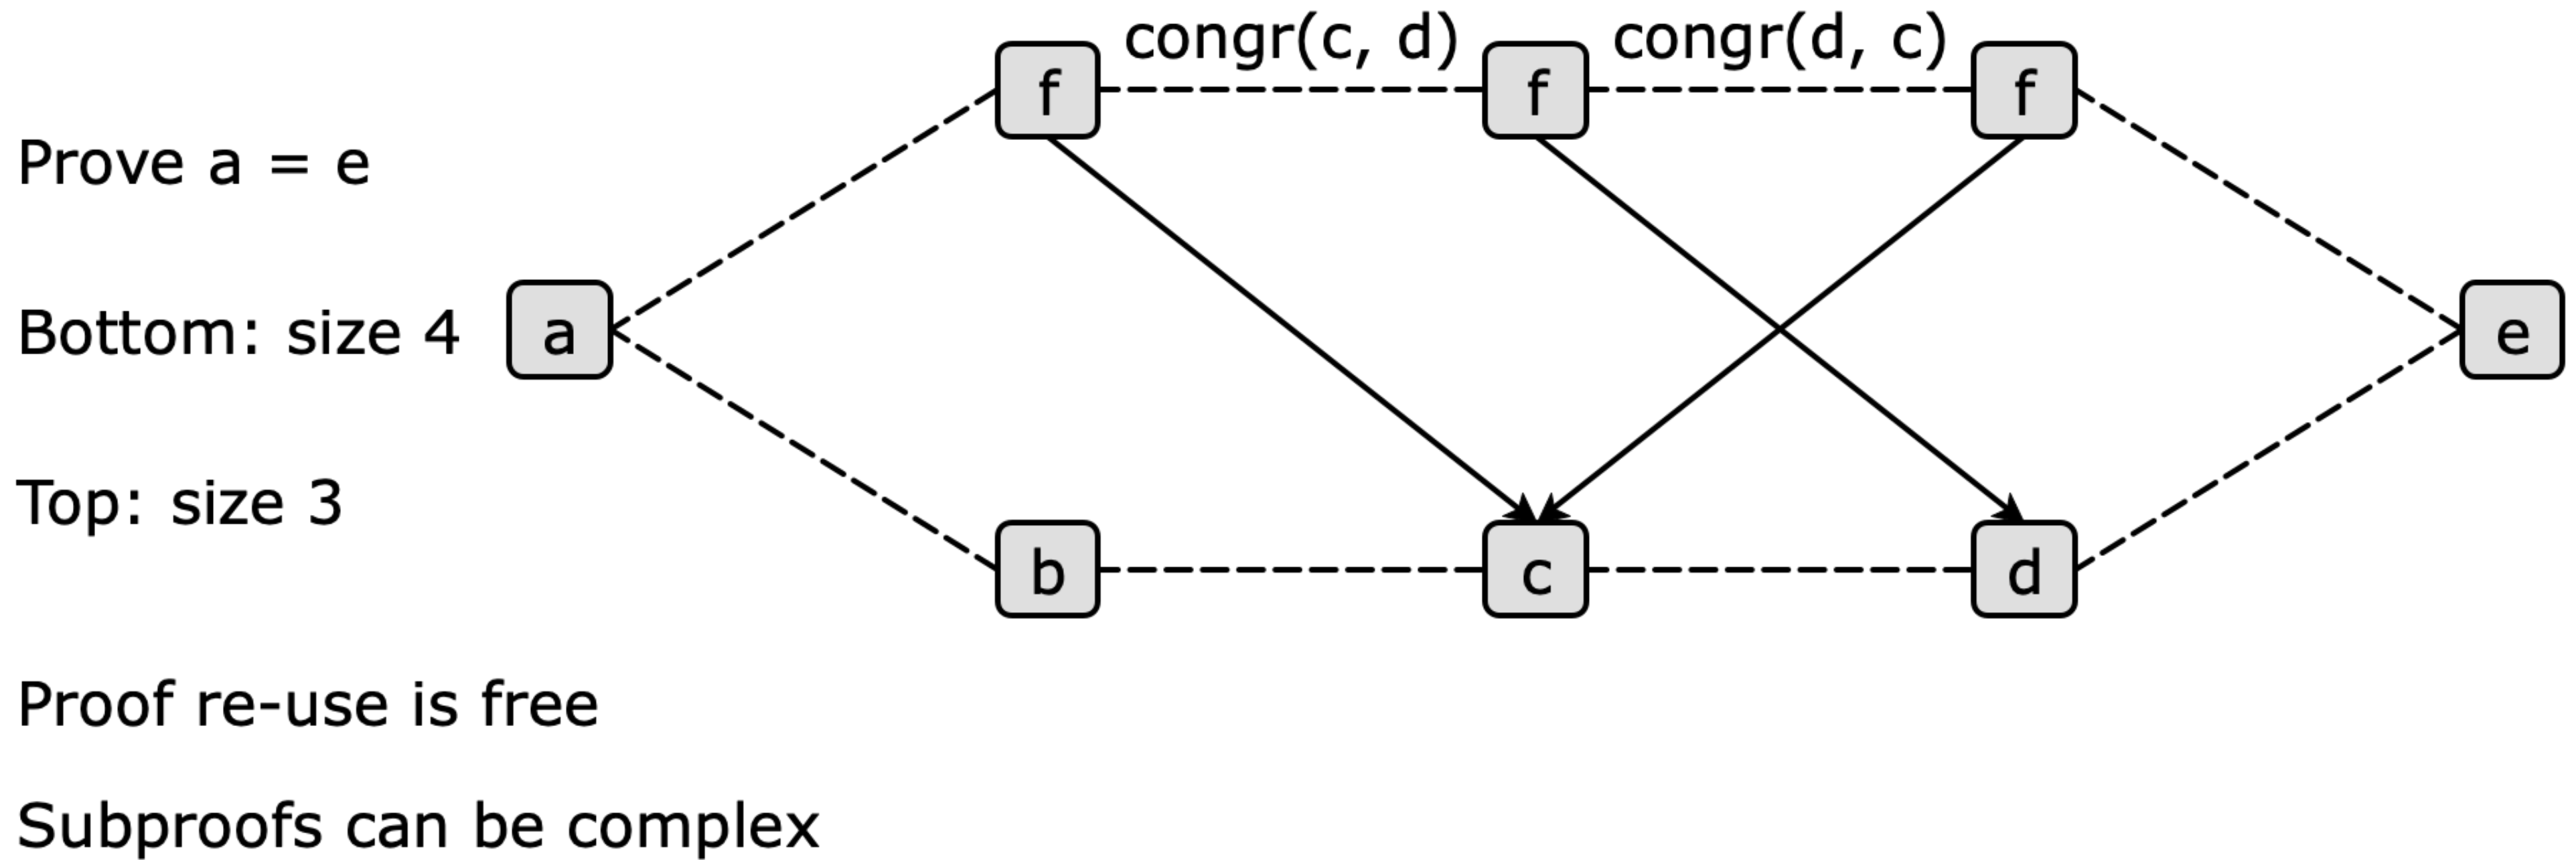 congr(c, d) congr(d, c)
f f f
Prove a = e
Bottom: size 4 a e
Top: size 3
b c d
Proof re-use is free
Subproofs can be complex